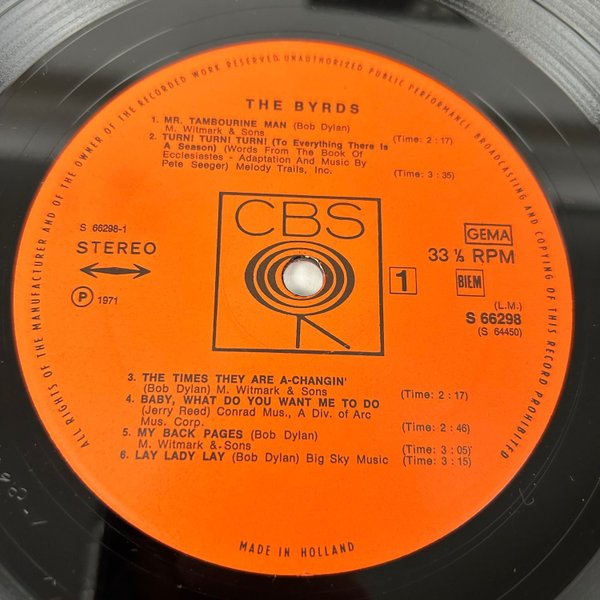 ALL RIGHTS OF THE MANUFACTURER AND OF THE OWNER OF THE RECORDED WORK RESERVED UNAUTHORIZED PUBLIC PERFORMANCE BROADCASTING AND COPYING OF THIS RECORD PROHIBITED
THE BYRDS
1. MR. TAMBOURINE MAN (Bob Dylan)
M. Witmark & Sons (Time: 2 : 17)
2. TURN! TURN! TURN! (To Everything There Is
A Season) (Words From The Book Of
Ecclesiastes - Adaptation And Music By
Pete Seeger) Melody Trails, Inc. (Time: 3 : 35)
CBS
S 66298-1
STEREO
P 1971
1
GEMA
33 ⅓ RPM
BIEM
(L.M.)
S 66298
(S 64450)
3. THE TIMES THEY ARE A-CHANGIN'
(Bob Dylan) M. Witmark & Sons (Time: 2 : 17)
4. BABY, WHAT DO YOU WANT ME TO DO
(Jerry Reed) Conrad Mus., A Div. of Arc
Mus. Corp. (Time: 2 : 46)
5. MY BACK PAGES (Bob Dylan)
M. Witmark & Sons (Time: 3 : 05)
6. LAY LADY LAY (Bob Dylan) Big Sky Music (Time: 3 : 15)
MADE IN HOLLAND